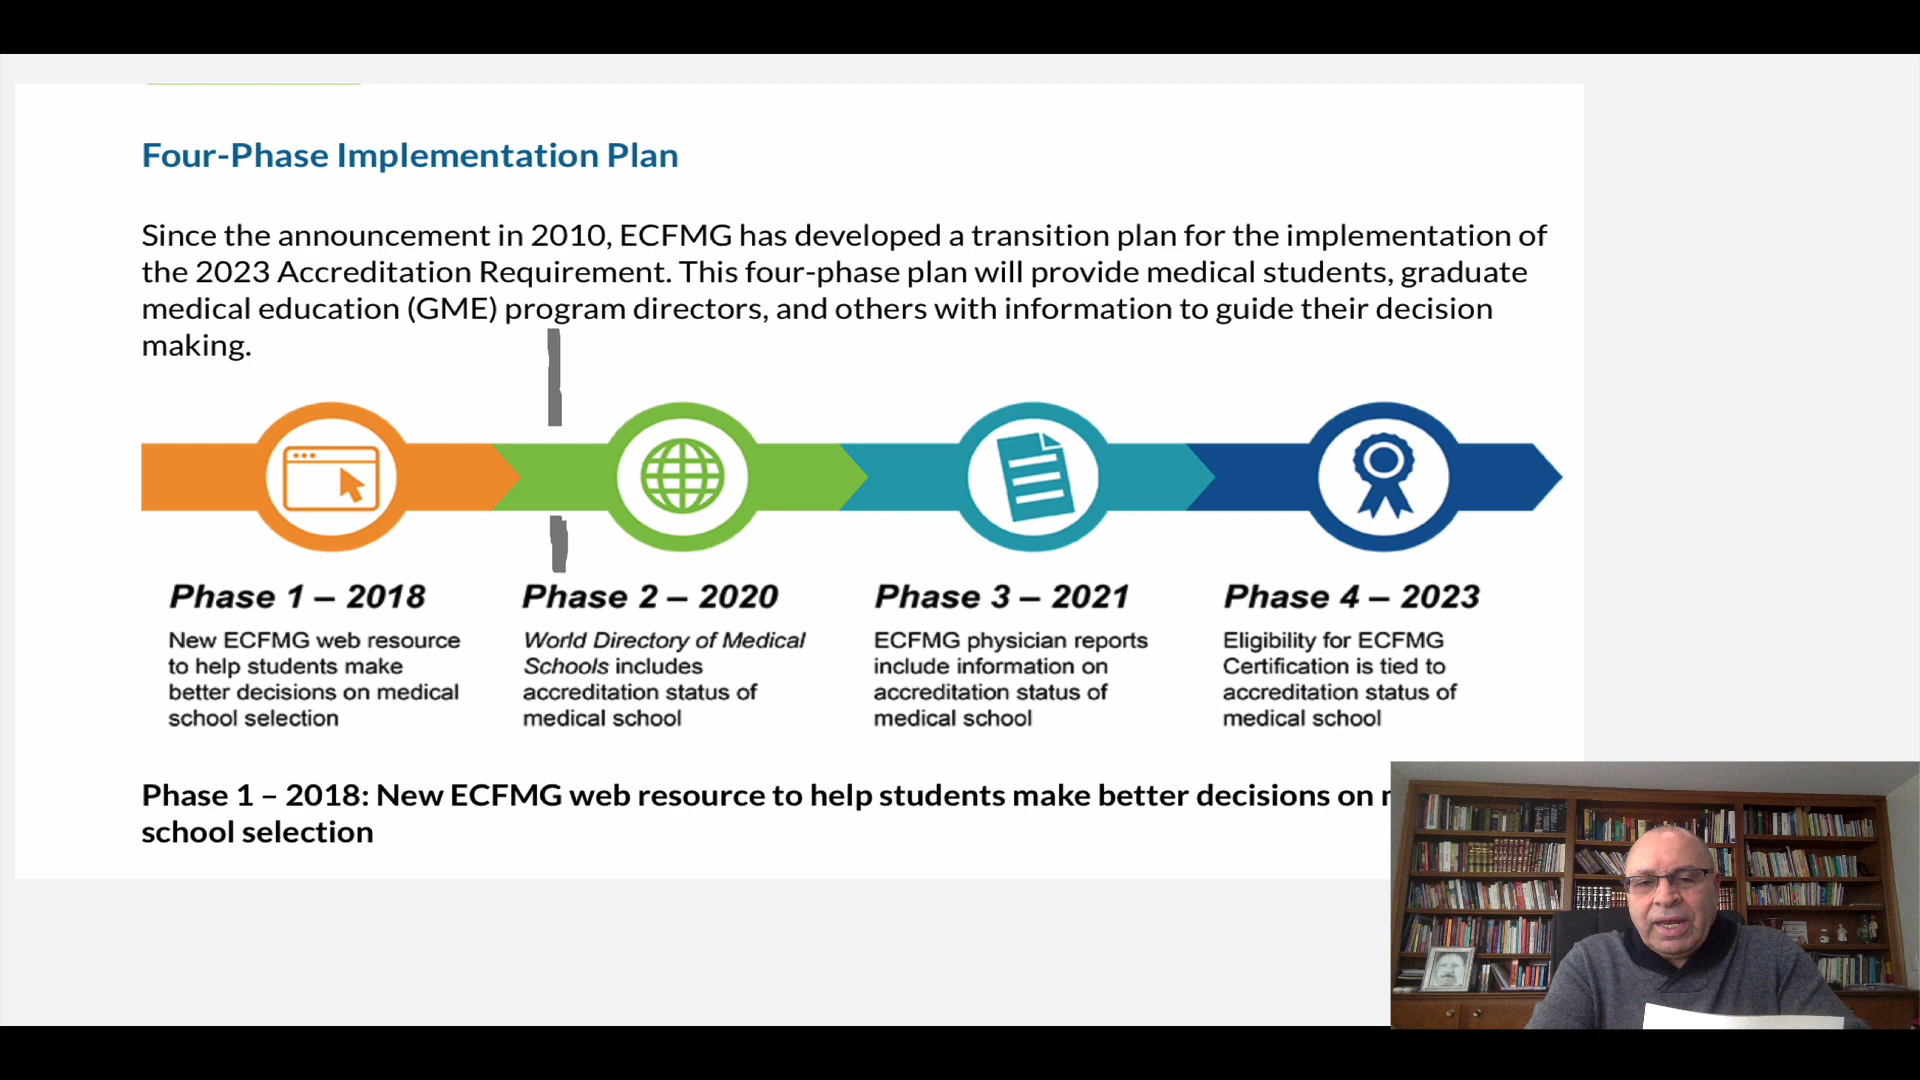 Four-Phase Implementation Plan
Since the announcement in 2010, ECFMG has developed a transition plan for the implementation of
the 2023 Accreditation Requirement. This four-phase plan will provide medical students, graduate
medical education (GME) program directors, and others with information to guide their decision
making.
Phase 1 – 2018
New ECFMG web resource
to help students make
better decisions on medical
school selection
Phase 2 – 2020
World Directory of Medical
Schools includes
accreditation status of
medical school
Phase 3 – 2021
ECFMG physician reports
include information on
accreditation status of
medical school
Phase 4 – 2023
Eligibility for ECFMG
Certification is tied to
accreditation status of
medical school
Phase 1 – 2018: New ECFMG web resource to help students make better decisions on
school selection